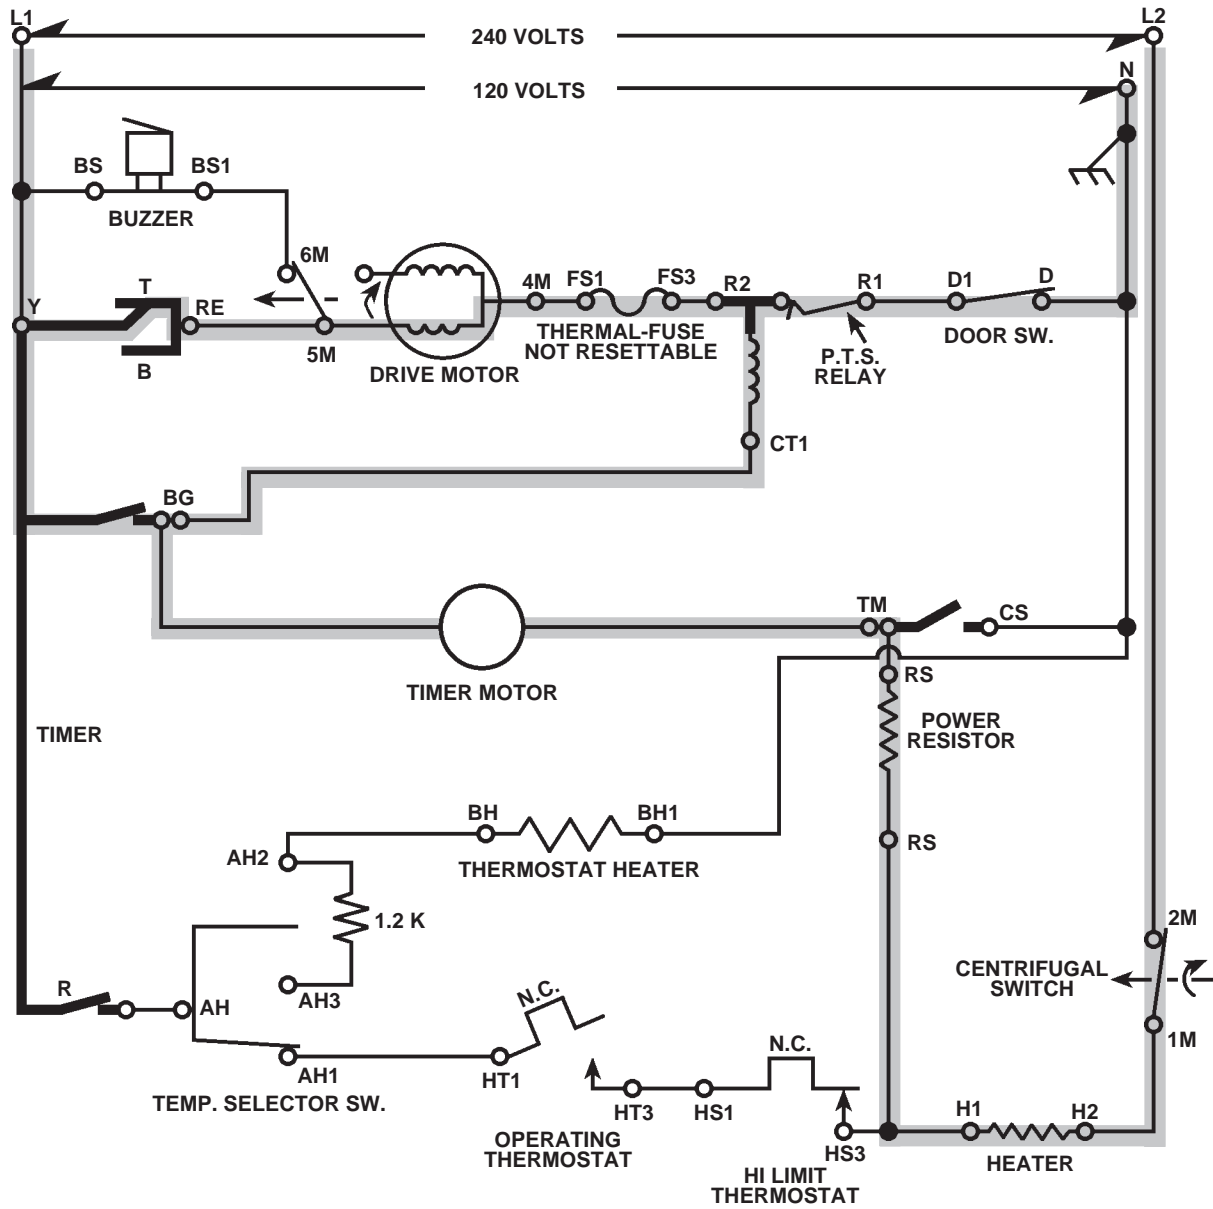 L1
L2
240 VOLTS
N
120 VOLTS
BS
BS1
BUZZER
6M
T
Y
RE
5M
B
DRIVE MOTOR
4M
FS1
FS3
R2
R1
D1
D
THERMAL-FUSE
NOT RESETTABLE
P.T.S.
RELAY
DOOR SW.
CT1
BG
TM
CS
TIMER MOTOR
RS
POWER
RESISTOR
TIMER
BH
BH1
RS
THERMOSTAT HEATER
AH2
1.2 K
2M
CENTRIFUGAL
SWITCH
R
AH
AH3
N.C.
1M
AH1
HT1
N.C.
TEMP. SELECTOR SW.
HT3
HS1
H1
H2
OPERATING
THERMOSTAT
HS3
HEATER
HI LIMIT
THERMOSTAT